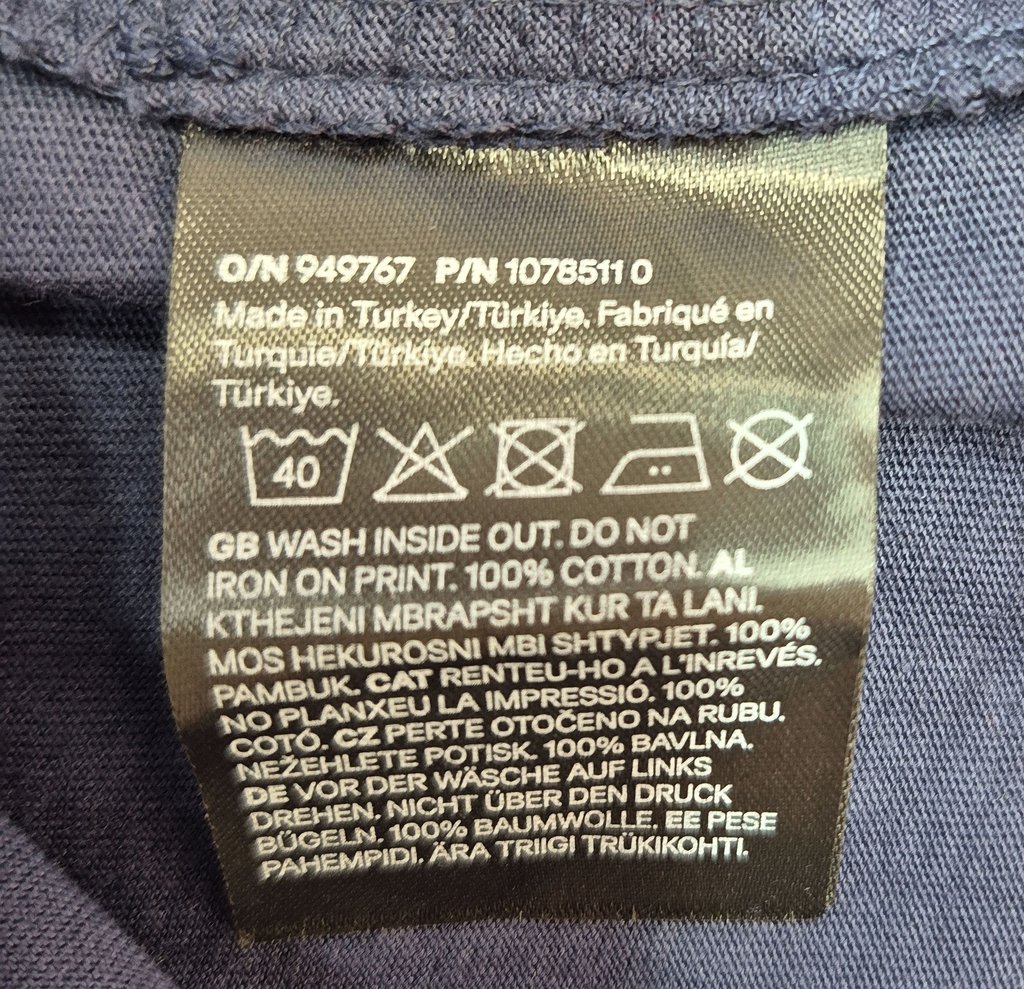 O/N 949767 P/N 10785110
Made in Turkey/Türkiye. Fabriqué en
Turquie/Türkiye. Hecho en Turquía/
Türkiye.
40
GB WASH INSIDE OUT. DO NOT
IRON ON PRINT. 100% COTTON. AL
KTHEJENI MBRAPSHT KUR TA LANI.
MOS HEKUROSNI MBI SHTYPJET. 100%
PAMBUK. CAT RENTEU-HO A L'INREVÉS.
NO PLANXEU LA IMPRESSIÓ. 100%
COTÓ. CZ PERTE OTOČENO NA RUBU.
NEŽEHLETE POTISK. 100% BAVLNA.
DE VOR DER WÄSCHE AUF LINKS
DREHEN. NICHT ÜBER DEN DRUCK
BÜGELN. 100% BAUMWOLLE. EE PESE
PAHEMPIDI. ÄRA TRIIGI TRÜKIKOHTI.